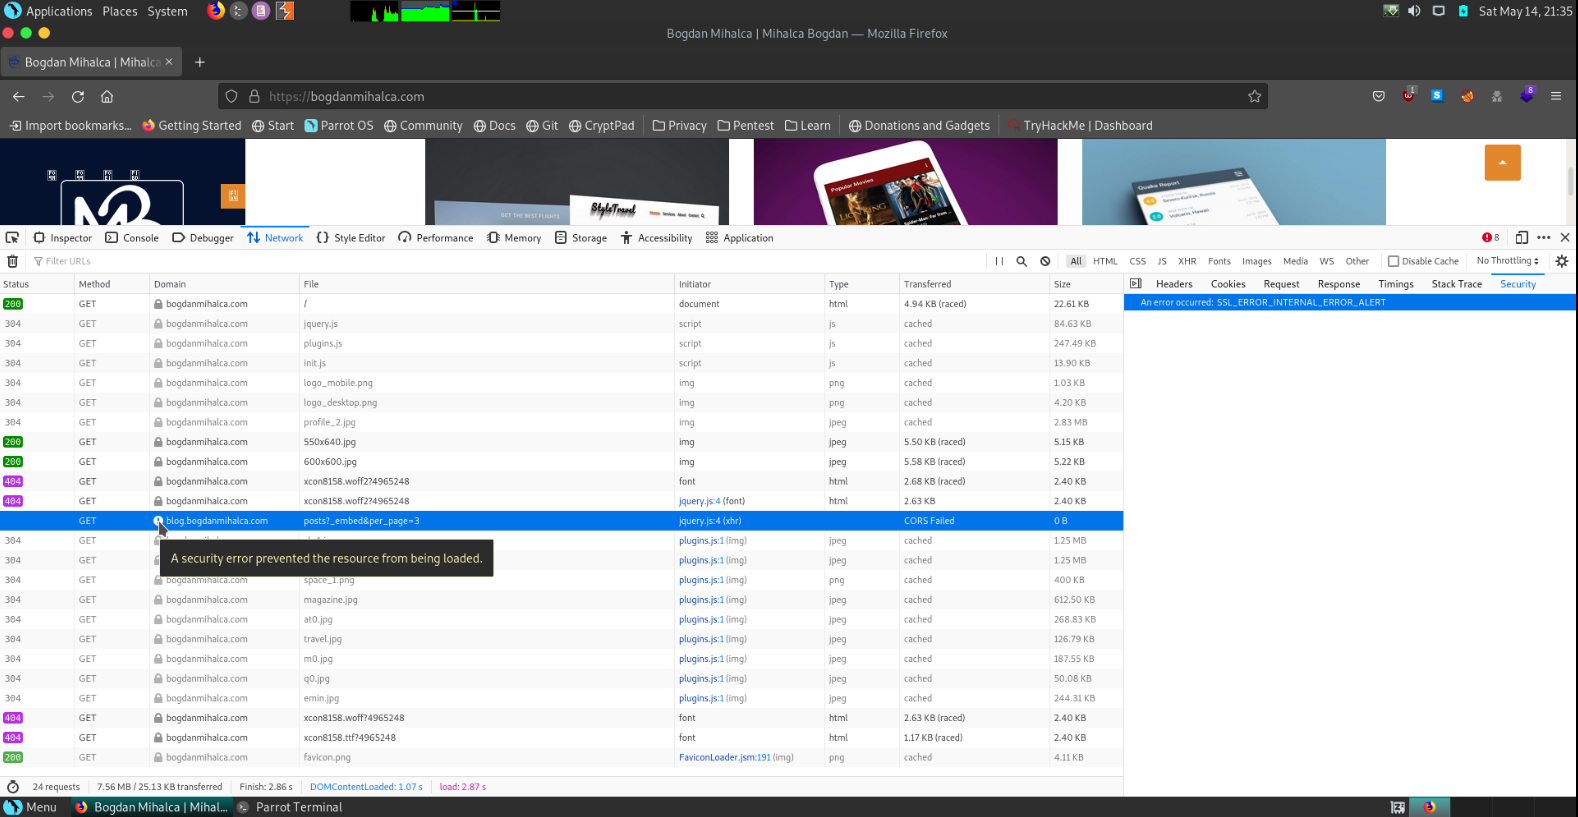 Applications Places System Sat May 14, 21:35
Bogdan Mihalca | Mihalca Bogdan — Mozilla Firefox
Bogdan Mihalca | Mihalca × +
https://bogdanmihalca.com 1 8
Import bookmarks... Getting Started Start Parrot OS Community Docs Git CryptPad Privacy Pentest Learn Donations and Gadgets TryHackMe | Dashboard
Popular Movies
Quake Report
StyleTravel
GET THE BEST FLIGHTS
Inspector Console Debugger Network Style Editor Performance Memory Storage Accessibility Application 8
Filter URLs All HTML CSS JS XHR Fonts Images Media WS Other Disable Cache No Throttling
Status Method Domain File Initiator Type Transferred Size Headers Cookies Request Response Timings Stack Trace Security
An error occurred: SSL_ERROR_INTERNAL_ERROR_ALERT
200 GET bogdanmihalca.com / document html 4.94 KB (raced) 22.61 KB
304 GET bogdanmihalca.com jquery.js script js cached 84.63 KB
304 GET bogdanmihalca.com plugins.js script js cached 247.49 KB
304 GET bogdanmihalca.com init.js script js cached 13.90 KB
304 GET bogdanmihalca.com logo_mobile.png img png cached 1.03 KB
304 GET bogdanmihalca.com logo_desktop.png img png cached 4.20 KB
304 GET bogdanmihalca.com profile_2.jpg img jpeg cached 2.83 MB
200 GET bogdanmihalca.com 550x640.jpg img jpeg 5.50 KB (raced) 5.15 KB
200 GET bogdanmihalca.com 600x600.jpg img jpeg 5.58 KB (raced) 5.22 KB
404 GET bogdanmihalca.com xcon8158.woff2?4965248 font html 2.68 KB (raced) 2.40 KB
404 GET bogdanmihalca.com xcon8158.woff2?4965248 jquery.js:4 (font) html 2.63 KB 2.40 KB
GET blog.bogdanmihalca.com posts?_embed&per_page=3 jquery.js:4 (xhr) CORS Failed 0 B
304 GET plugins.js:1 (img) jpeg cached 1.25 MB
A security error prevented the resource from being loaded.
304 GET plugins.js:1 (img) jpeg cached 1.25 MB
304 GET bogdanmihalca.com space_1.png plugins.js:1 (img) png cached 400 KB
304 GET bogdanmihalca.com magazine.jpg plugins.js:1 (img) jpeg cached 612.50 KB
304 GET bogdanmihalca.com at0.jpg plugins.js:1 (img) jpeg cached 268.83 KB
304 GET bogdanmihalca.com travel.jpg plugins.js:1 (img) jpeg cached 126.79 KB
304 GET bogdanmihalca.com m0.jpg plugins.js:1 (img) jpeg cached 187.55 KB
304 GET bogdanmihalca.com q0.jpg plugins.js:1 (img) jpeg cached 50.08 KB
304 GET bogdanmihalca.com emin.jpg plugins.js:1 (img) jpeg cached 244.31 KB
404 GET bogdanmihalca.com xcon8158.woff?4965248 font html 2.63 KB (raced) 2.40 KB
404 GET bogdanmihalca.com xcon8158.ttf?4965248 font html 1.17 KB (raced) 2.40 KB
200 GET bogdanmihalca.com favicon.png FaviconLoader.jsm:191 (img) png cached 4.11 KB
24 requests 7.56 MB / 25.13 KB transferred Finish: 2.86 s DOMContentLoaded: 1.07 s load: 2.87 s
Menu Bogdan Mihalca | Mihal... Parrot Terminal